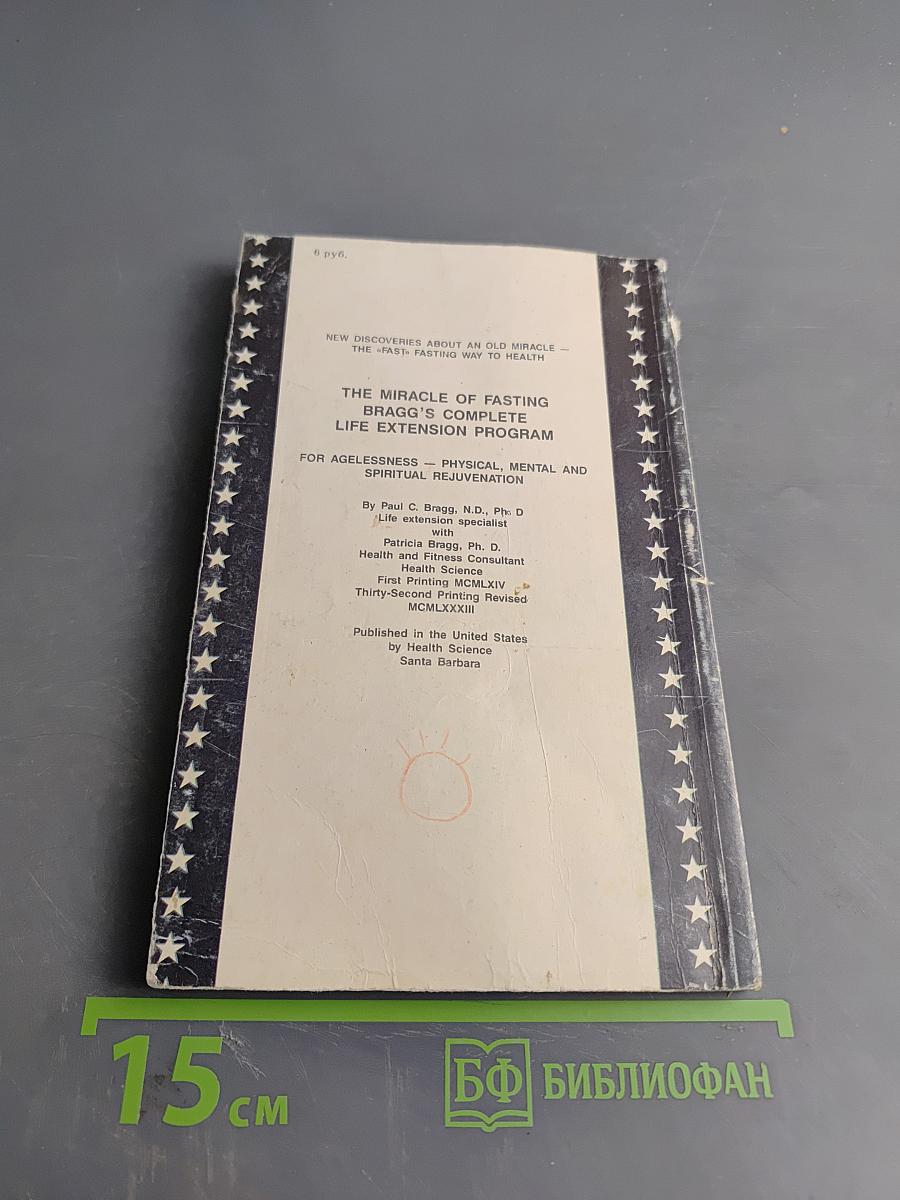 6 руб.
NEW DISCOVERIES ABOUT AN OLD MIRACLE —
THE «FAST» FASTING WAY TO HEALTH
THE MIRACLE OF FASTING
BRAGG'S COMPLETE
LIFE EXTENSION PROGRAM
FOR AGELESSNESS — PHYSICAL, MENTAL AND
SPIRITUAL REJUVENATION
By Paul C. Bragg, N.D., Ph. D
Life extension specialist
with
Patricia Bragg, Ph. D.
Health and Fitness Consultant
Health Science
First Printing MCMLXIV
Thirty-Second Printing Revised
MCMLXXXIII
Published in the United States
by Health Science
Santa Barbara
15 см
БФ БИБЛИОФАН